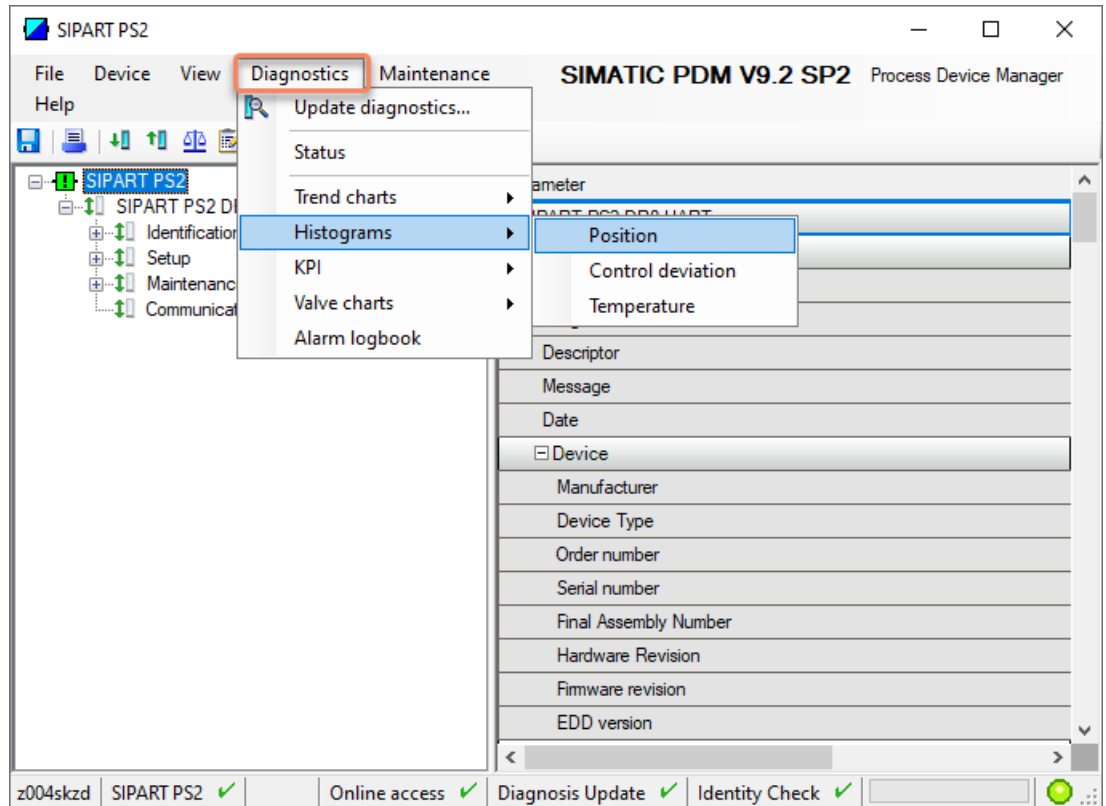 SIPART PS2
File Device View Diagnostics Maintenance
Help
SIMATIC PDM V9.2 SP2 Process Device Manager
Update diagnostics...
Status
Trend charts
Histograms
KPI
Valve charts
Alarm logbook
Position
Control deviation
Temperature
SIPART PS2
SIPART PS2 D
Identification
Setup
Maintenanc
Communicat
ameter
Descriptor
Message
Date
Device
Manufacturer
Device Type
Order number
Serial number
Final Assembly Number
Hardware Revision
Firmware revision
EDD version
z004skzd SIPART PS2 Online access Diagnosis Update Identity Check